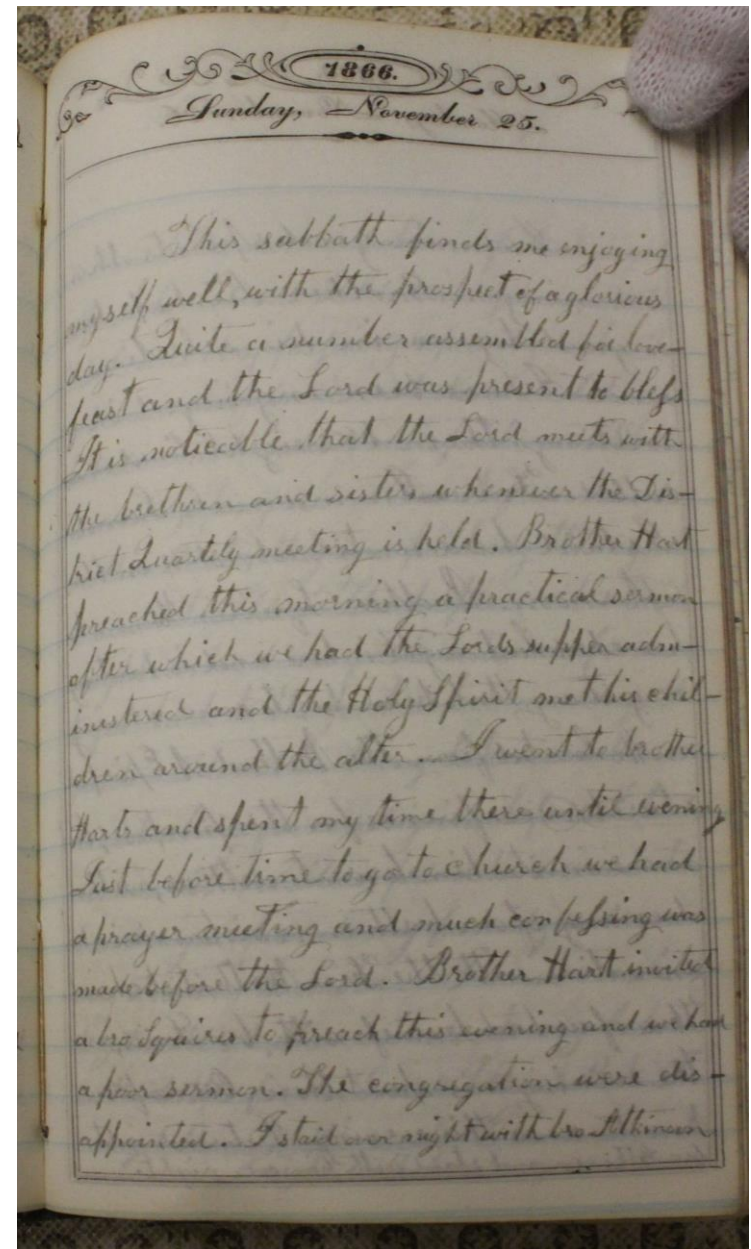 1866.
Sunday, November 25.
This sabbath finds me enjoying
myself well, with the prospect of a glorious
day. Quite a number assembled for love-
feast and the Lord was present to bless
It is noticable that the Lord meets with
the brethren and sisters whenever the Dis-
trict Quartely meeting is held. Brother Hart
preached this morning a practical sermon
after which we had the Lords supper adm-
inistered and the Holy Spirit met his chil-
dren around the alter. I went to brother
Harts and spent my time there until evening
Just before time to go to church we had
a prayer meeting and much confessing was
made before the Lord. Brother Hart invited
a bro Squires to preach this evening and we had
a poor sermon. The congregation were dis-
appointed. I staid over night with bro Atkinson